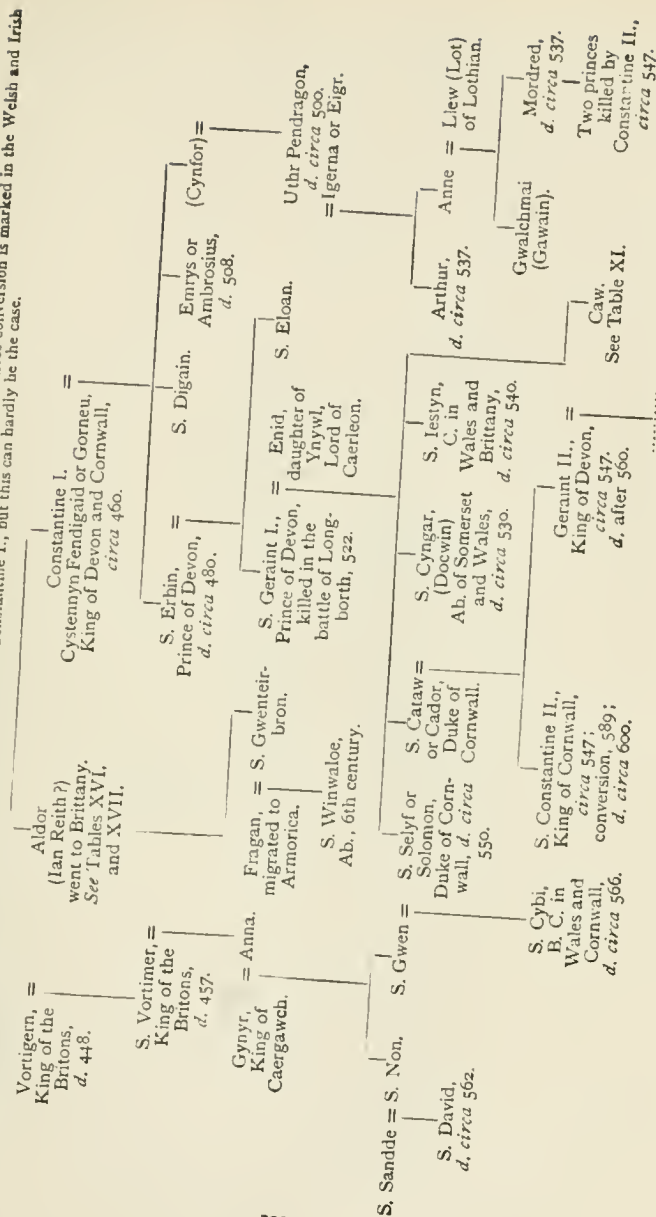 conversion is marked in the Welsh and Irish
Constantine I., but this can hardly be the case.
Vortigern, =
King of the
Britons,
d. 448.
Aldor
(Ian Reith?)
went to Brittany.
See Tables XVI.
and XVII.
Constantine I. =
Cystennyn Fendigaid or Gorneu,
King of Devon and Cornwall,
circa 460.
S. Vortimer, =
King of the
Britons,
d. 457.
S. Erbin, =
Prince of Devon,
d. circa 480.
S. Digain.
Emrys or
Ambrosius,
d. 508.
(Cynfor) =
Gynyr, = Anna.
King of
Caergawch.
Fragan, = S. Gwenteir-
migrated to bron.
Armorica.
S. Geraint I., = Enid,
Prince of Devon, daughter of
killed in the Ynywl,
battle of Long- Lord of
borth, 522. Caerleon.
S. Eloan.
Uthr Pendragon,
d. circa 500.
= Igerna or Eigr.
S. Winwaloe,
Ab., 6th century.
S. Sandde = S. Non.
S. Gwen =
S. Selyf or
Solomon,
Duke of Corn-
wall, d. circa
550.
S. Cataw =
or Cador,
Duke of
Cornwall.
S. Cyngar,
(Docwin)
Ab. of Somerset
and Wales,
d. circa 530.
S. Iestyn,
C. in
Wales and
Brittany,
d. circa 540.
Caw.
See Table XI.
Arthur,
d. circa 537.
Anne = Llew (Lot)
of Lothian.
S. David,
d. circa 562.
S. Cybi,
B. C. in
Wales and
Cornwall,
d. circa 566.
S. Constantine II.,
King of Cornwall,
circa 547;
conversion, 589;
d. circa 600.
Geraint II., =
King of Devon,
circa 547.
d. after 560.
Gwalchmai
(Gawain).
Mordred,
d. circa 537.
Two princes
killed by
Constantine II.,
circa 547.